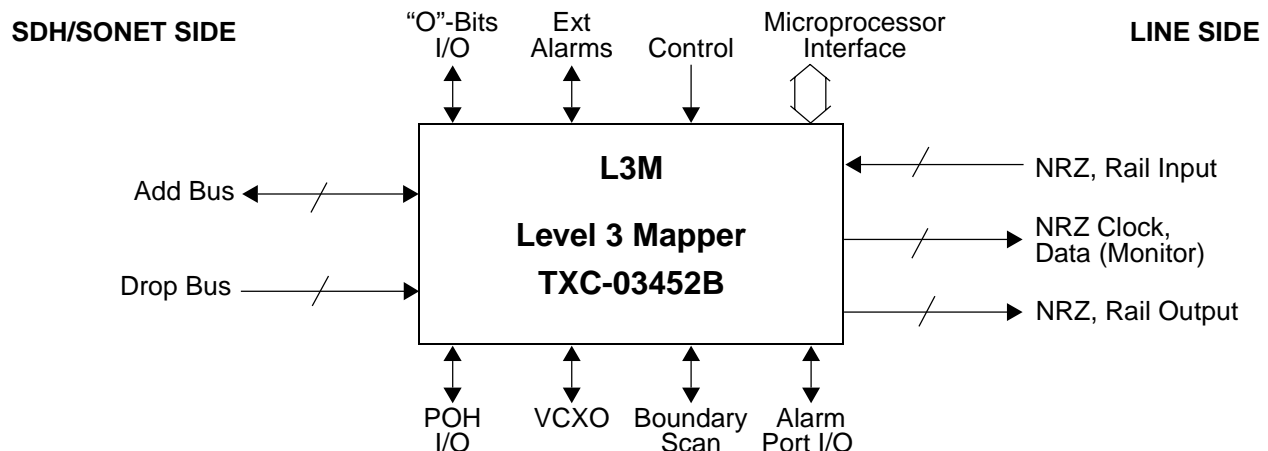 SDH/SONET SIDE
"O"-Bits
I/O
Ext
Alarms
Control
Microprocessor
Interface
LINE SIDE
L3M
Level 3 Mapper
TXC-03452B
Add Bus
Drop Bus
NRZ, Rail Input
NRZ Clock,
Data (Monitor)
NRZ, Rail Output
POH
I/O
VCXO
Boundary
Scan
Alarm
Port I/O